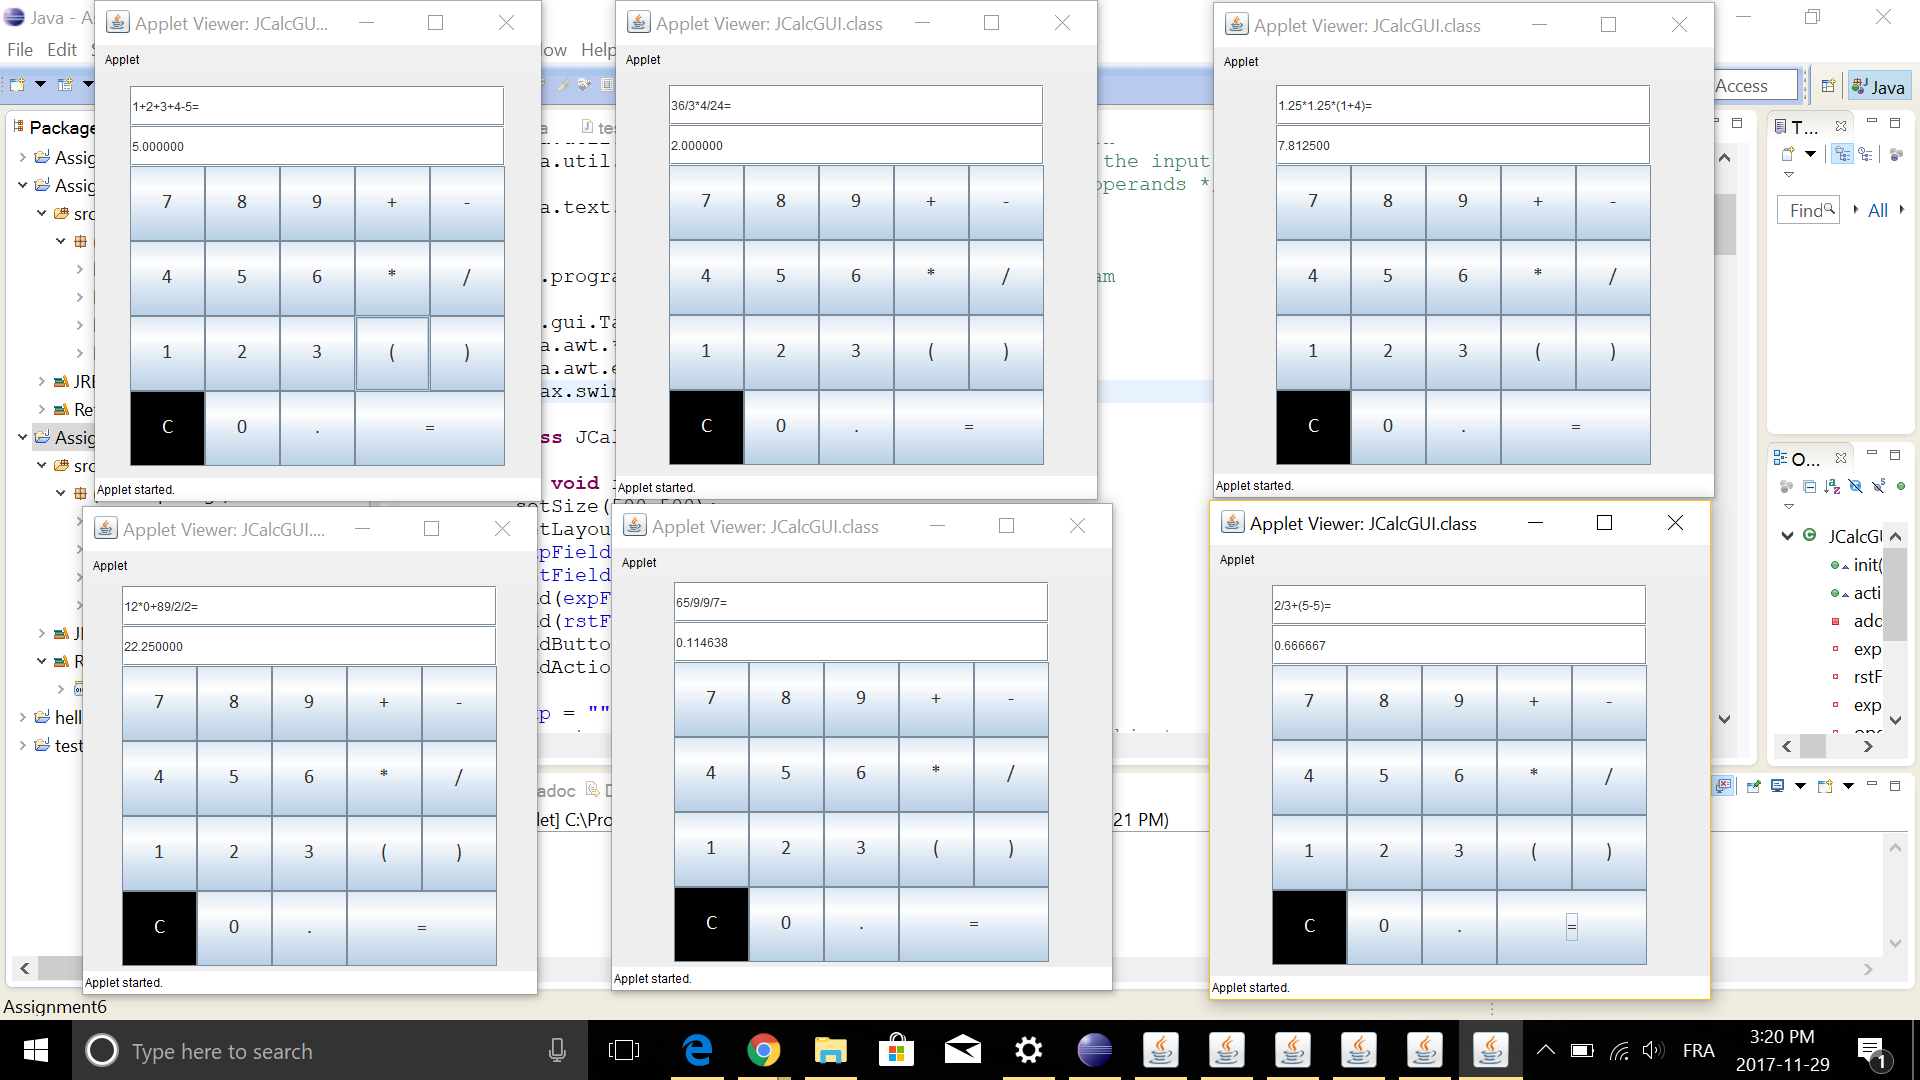 Java - A
File Edit
ow Help
Access
Java
Applet Viewer: JCalcGU...
Applet
1+2+3+4-5=
5.000000
7 8 9 + -
4 5 6 * /
1 2 3 ( )
C 0 . =
Applet started.
Applet Viewer: JCalcGUI.class
Applet
36/3*4/24=
2.000000
7 8 9 + -
4 5 6 * /
1 2 3 ( )
C 0 . =
Applet started.
Applet Viewer: JCalcGUI.class
Applet
1.25*1.25*(1+4)=
7.812500
7 8 9 + -
4 5 6 * /
1 2 3 ( )
C 0 . =
Applet started.
Applet Viewer: JCalcGUI....
Applet
12*0+89/2/2=
22.250000
7 8 9 + -
4 5 6 * /
1 2 3 ( )
C 0 . =
Applet started.
Applet Viewer: JCalcGUI.class
Applet
65/9/9/7=
0.114638
7 8 9 + -
4 5 6 * /
1 2 3 ( )
C 0 . =
Applet started.
Applet Viewer: JCalcGUI.class
Applet
2/3+(5-5)=
0.666667
7 8 9 + -
4 5 6 * /
1 2 3 ( )
C 0 . =
Applet started.
Package
Assig
Assig
src
JRE
Re
Assig
src
JI
R
hell
test
a te
a.util. the input
operands *
a.text.
.progra am
.gui.Ta
a.awt.*
a.awt.e
ax.swin
ss JCal
void
setSize(500,500);
tLayou
pField
tField
d(expF
d(rstF
dButto
dActio
p = ""
adoc D
let] C:\Pro 21 PM)
T...
Find All
O...
JCalcGU
init(
acti
add
exp
rstF
exp
Assignment6
Type here to search
FRA
3:20 PM
2017-11-29
1